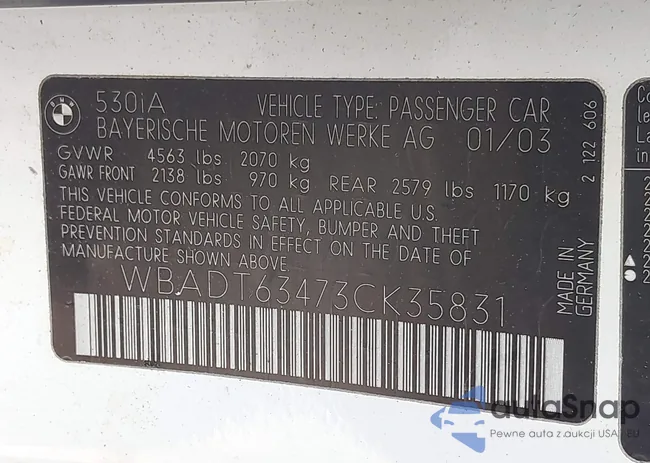 BMW
530iA VEHICLE TYPE: PASSENGER CAR
BAYERISCHE MOTOREN WERKE AG 01/03
GVWR 4563 lbs 2070 kg
GAWR FRONT 2138 lbs 970 kg REAR 2579 lbs 1170 kg
THIS VEHICLE CONFORMS TO ALL APPLICABLE U.S.
FEDERAL MOTOR VEHICLE SAFETY, BUMPER AND THEFT
PREVENTION STANDARDS IN EFFECT ON THE DATE OF
MANUFACTURE SHOWN ABOVE.
WBADT63473CK35831
MADE IN
GERMANY
2 122 606
autoSnap
Pewne auta z aukcji USA i EU